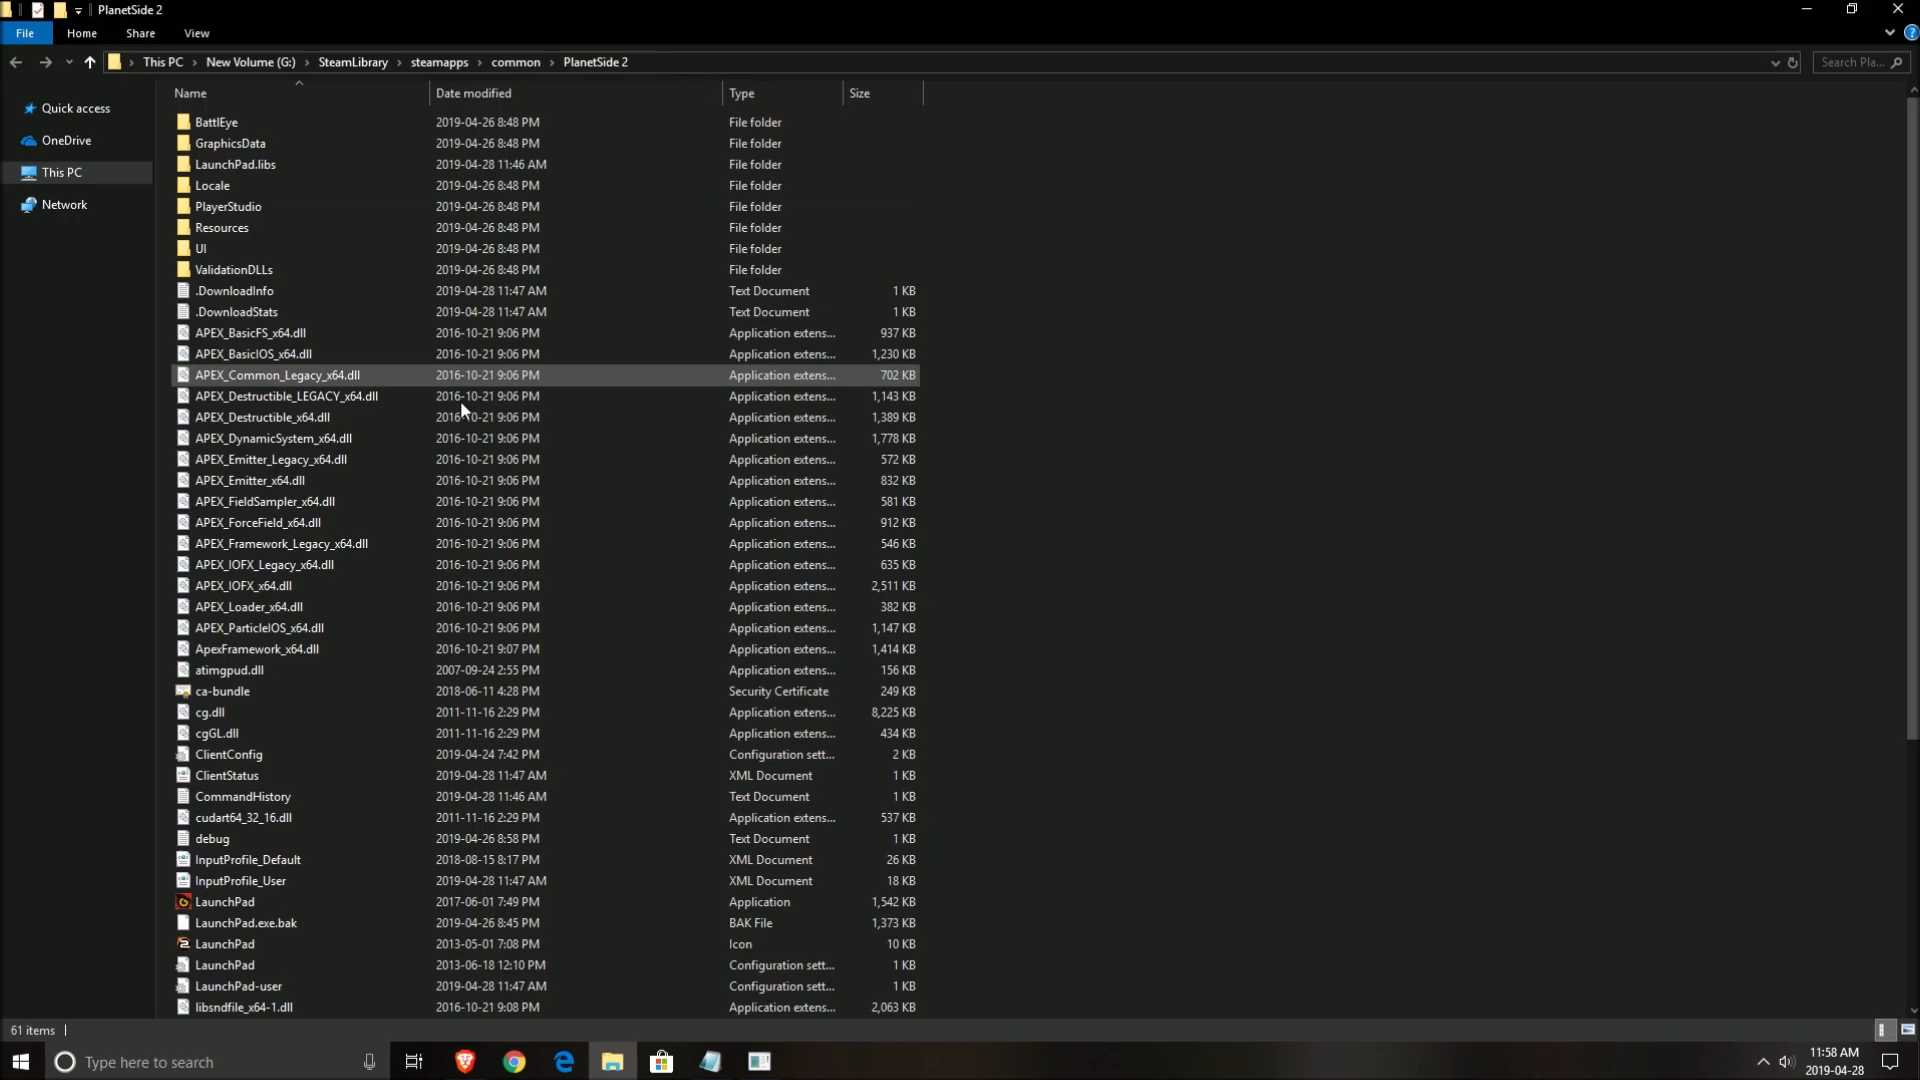 PlanetSide 2
File Home Share View
This PC New Volume (G:) SteamLibrary steamapps common PlanetSide 2 Search Pla...
Name Date modified Type Size
Quick access
OneDrive
This PC
Network
BattlEye 2019-04-26 8:48 PM File folder
GraphicsData 2019-04-26 8:48 PM File folder
LaunchPad.libs 2019-04-28 11:46 AM File folder
Locale 2019-04-26 8:48 PM File folder
PlayerStudio 2019-04-26 8:48 PM File folder
Resources 2019-04-26 8:48 PM File folder
UI 2019-04-26 8:48 PM File folder
ValidationDLLs 2019-04-26 8:48 PM File folder
.DownloadInfo 2019-04-28 11:47 AM Text Document 1 KB
.DownloadStats 2019-04-28 11:47 AM Text Document 1 KB
APEX_BasicFS_x64.dll 2016-10-21 9:06 PM Application extens... 937 KB
APEX_BasicIOS_x64.dll 2016-10-21 9:06 PM Application extens... 1,230 KB
APEX_Common_Legacy_x64.dll 2016-10-21 9:06 PM Application extens... 702 KB
APEX_Destructible_LEGACY_x64.dll 2016-10-21 9:06 PM Application extens... 1,143 KB
APEX_Destructible_x64.dll 2016-10-21 9:06 PM Application extens... 1,389 KB
APEX_DynamicSystem_x64.dll 2016-10-21 9:06 PM Application extens... 1,778 KB
APEX_Emitter_Legacy_x64.dll 2016-10-21 9:06 PM Application extens... 572 KB
APEX_Emitter_x64.dll 2016-10-21 9:06 PM Application extens... 832 KB
APEX_FieldSampler_x64.dll 2016-10-21 9:06 PM Application extens... 581 KB
APEX_ForceField_x64.dll 2016-10-21 9:06 PM Application extens... 912 KB
APEX_Framework_Legacy_x64.dll 2016-10-21 9:06 PM Application extens... 546 KB
APEX_IOFX_Legacy_x64.dll 2016-10-21 9:06 PM Application extens... 635 KB
APEX_IOFX_x64.dll 2016-10-21 9:06 PM Application extens... 2,511 KB
APEX_Loader_x64.dll 2016-10-21 9:06 PM Application extens... 382 KB
APEX_ParticleIOS_x64.dll 2016-10-21 9:06 PM Application extens... 1,147 KB
ApexFramework_x64.dll 2016-10-21 9:07 PM Application extens... 1,414 KB
atimgpud.dll 2007-09-24 2:55 PM Application extens... 156 KB
ca-bundle 2018-06-11 4:28 PM Security Certificate 249 KB
cg.dll 2011-11-16 2:29 PM Application extens... 8,225 KB
cgGL.dll 2011-11-16 2:29 PM Application extens... 434 KB
ClientConfig 2019-04-24 7:42 PM Configuration sett... 2 KB
ClientStatus 2019-04-28 11:47 AM XML Document 1 KB
CommandHistory 2019-04-28 11:46 AM Text Document 1 KB
cudart64_32_16.dll 2011-11-16 2:29 PM Application extens... 537 KB
debug 2019-04-26 8:58 PM Text Document 1 KB
InputProfile_Default 2018-08-15 8:17 PM XML Document 26 KB
InputProfile_User 2019-04-28 11:47 AM XML Document 18 KB
LaunchPad 2017-06-01 7:49 PM Application 1,542 KB
LaunchPad.exe.bak 2019-04-26 8:45 PM BAK File 1,373 KB
LaunchPad 2013-05-01 7:08 PM Icon 10 KB
LaunchPad 2013-06-18 12:10 PM Configuration sett... 1 KB
LaunchPad-user 2019-04-28 11:47 AM Configuration sett... 1 KB
libsndfile_x64-1.dll 2016-10-21 9:08 PM Application extens... 2,063 KB
61 items
Type here to search
11:58 AM
2019-04-28